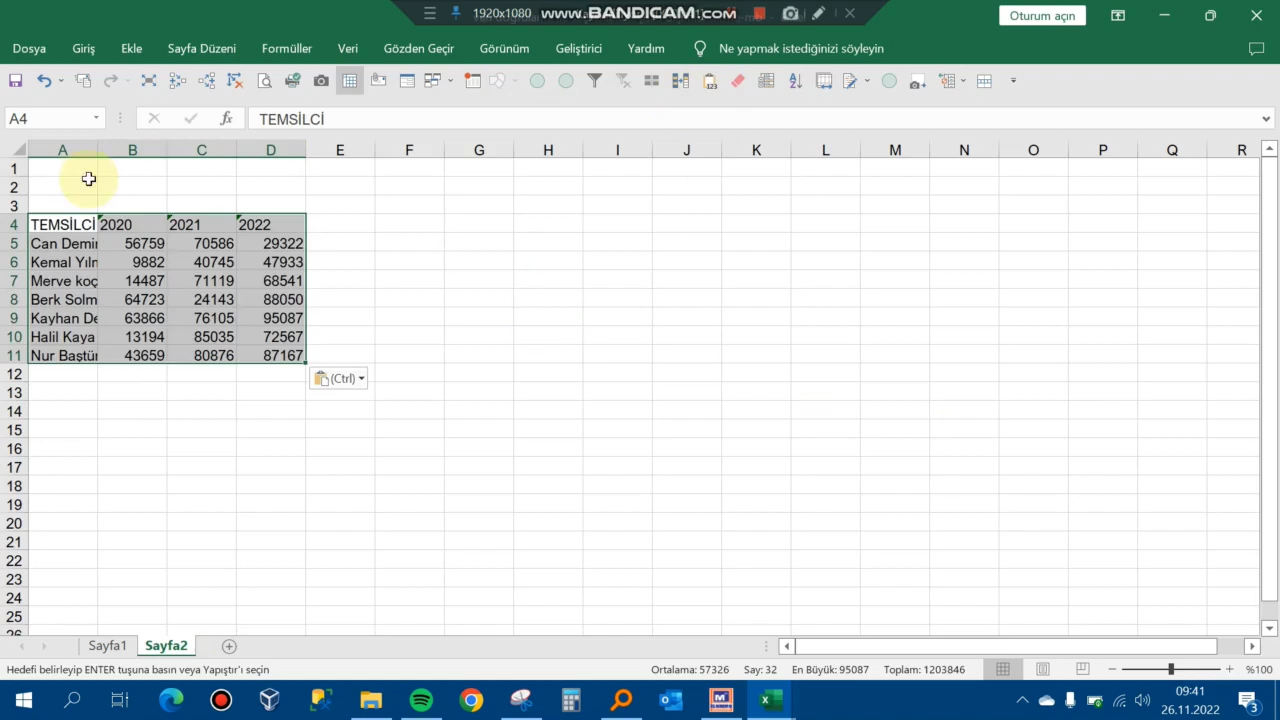 1920x1080 www.BANDICAM.com
Oturum açın
Dosya Giriş Ekle Sayfa Düzeni Formüller Veri Gözden Geçir Görünüm Geliştirici Yardım Ne yapmak istediğinizi söyleyin
A4 fx TEMSİLCİ
A B C D E F G H I J K L M N O P Q R
1
2
3
4 TEMSİLCİ 2020 2021 2022
5 Can Demir 56759 70586 29322
6 Kemal Yıln 9882 40745 47933
7 Merve koç 14487 71119 68541
8 Berk Solm 64723 24143 88050
9 Kayhan De 63866 76105 95087
10 Halil Kaya 13194 85035 72567
11 Nur Baştür 43659 80876 87167
12 (Ctrl)
13
14
15
16
17
18
19
20
21
22
23
24
25
26
Sayfa1 Sayfa2
Hedefi belirleyip ENTER tuşuna basın veya Yapıştır'ı seçin Ortalama: 57326 Say: 32 En Büyük: 95087 Toplam: 1203846 %100
09:41
26.11.2022
3